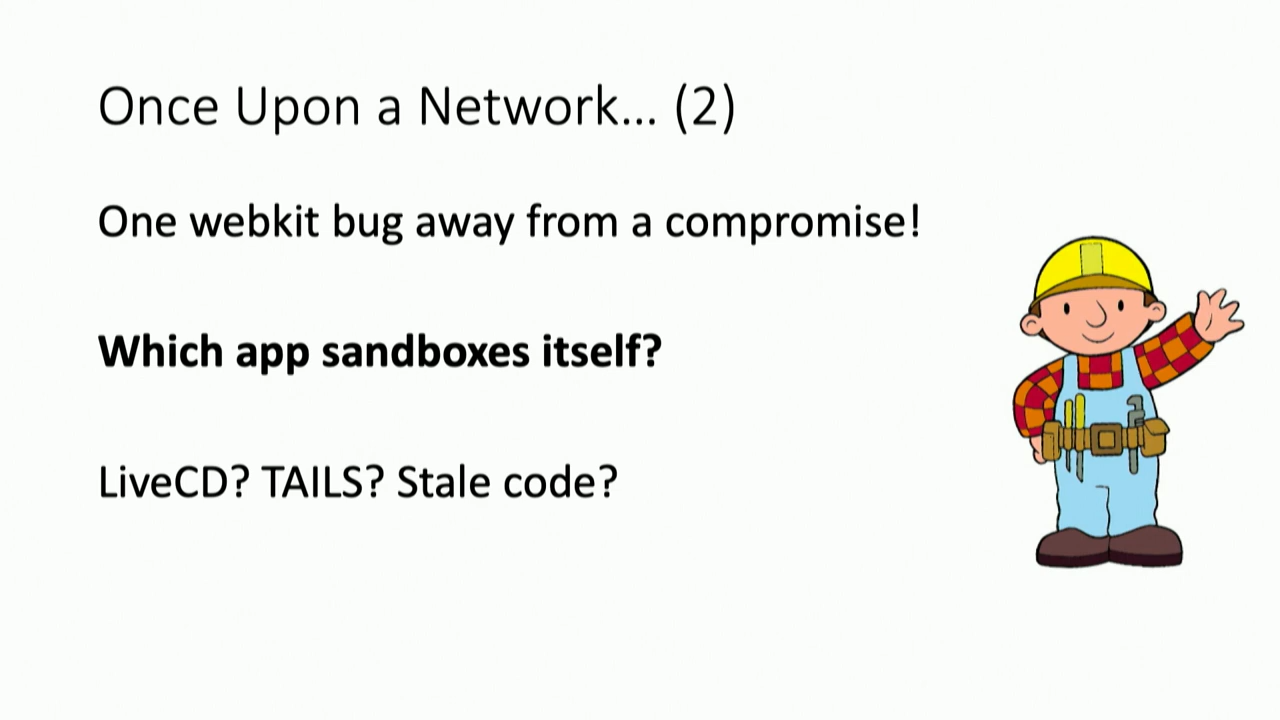 Once Upon a Network... (2)
One webkit bug away from a compromise!
Which app sandboxes itself?
LiveCD? TAILS? Stale code?